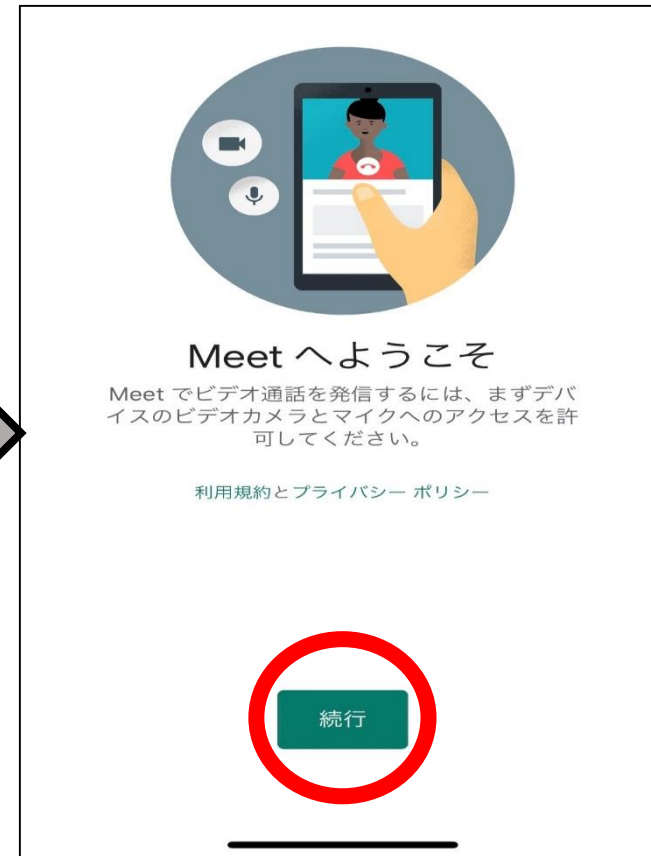 Meet へようこそ
Meet でビデオ通話を発信するには、まずデバ
イスのビデオカメラとマイクへのアクセスを許
可してください。
利用規約とプライバシー ポリシー
続行